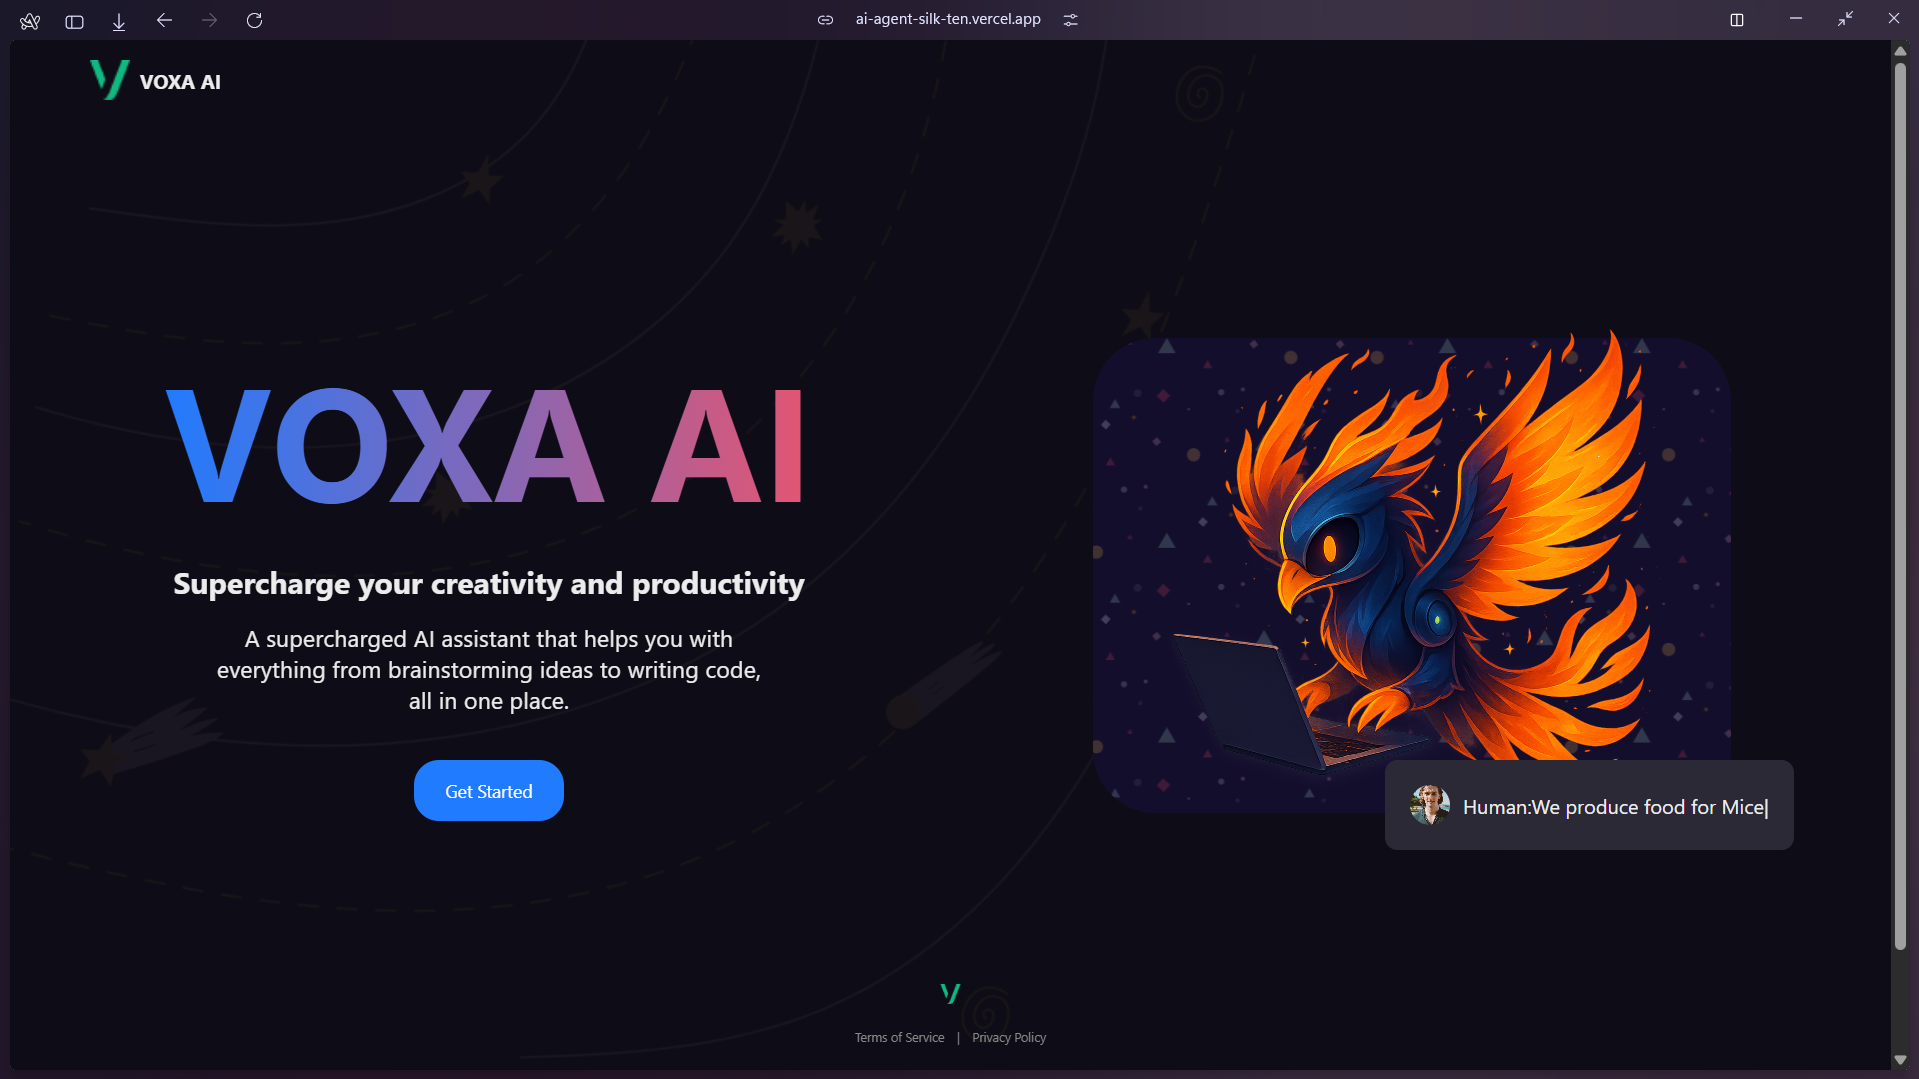 ai-agent-silk-ten.vercel.app
VOXA AI
VOXA AI
Supercharge your creativity and productivity
A supercharged AI assistant that helps you with
everything from brainstorming ideas to writing code,
all in one place.
Get Started
Human:We produce food for Mice|
Terms of Service | Privacy Policy